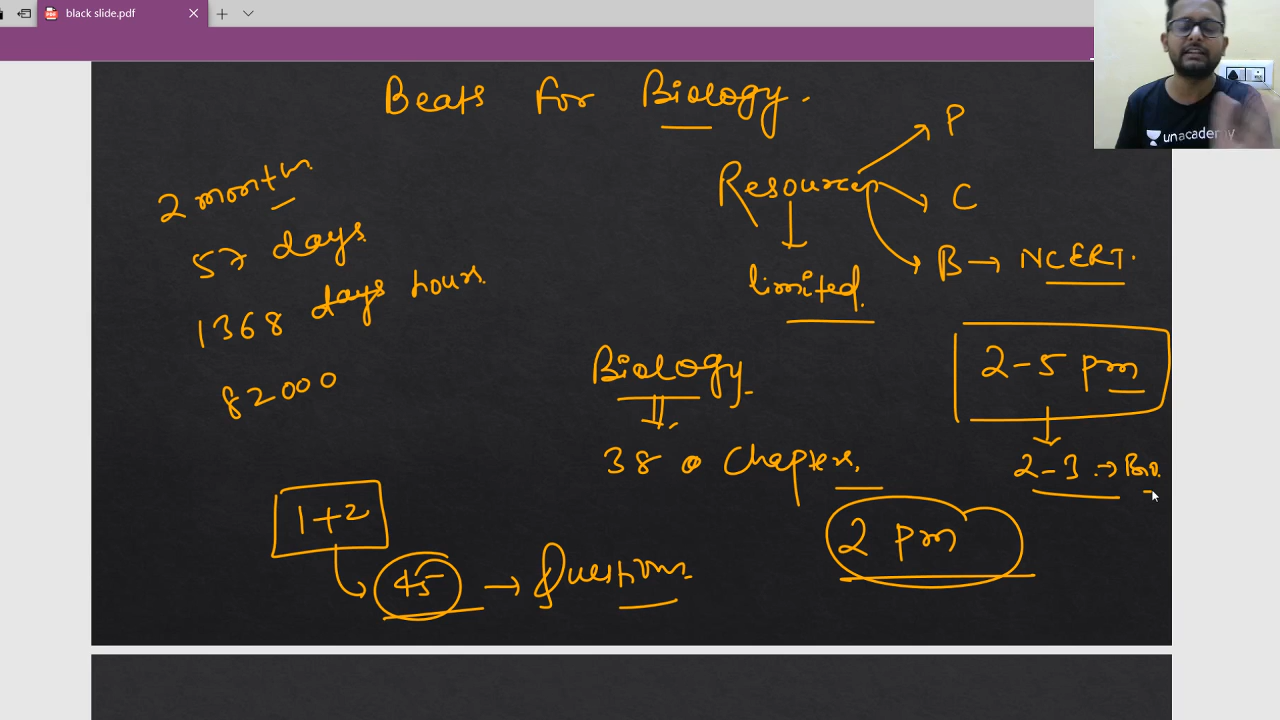 black slide.pdf
Beats for Biology.
unacademy
2 months
57 days
1368 days hours
82000
Resources
limited.
P
C
B → NCERT.
Biology
38 Chapters.
2-5 pm
2-3 → Bio.
2 pm
1+2
45 → Questions